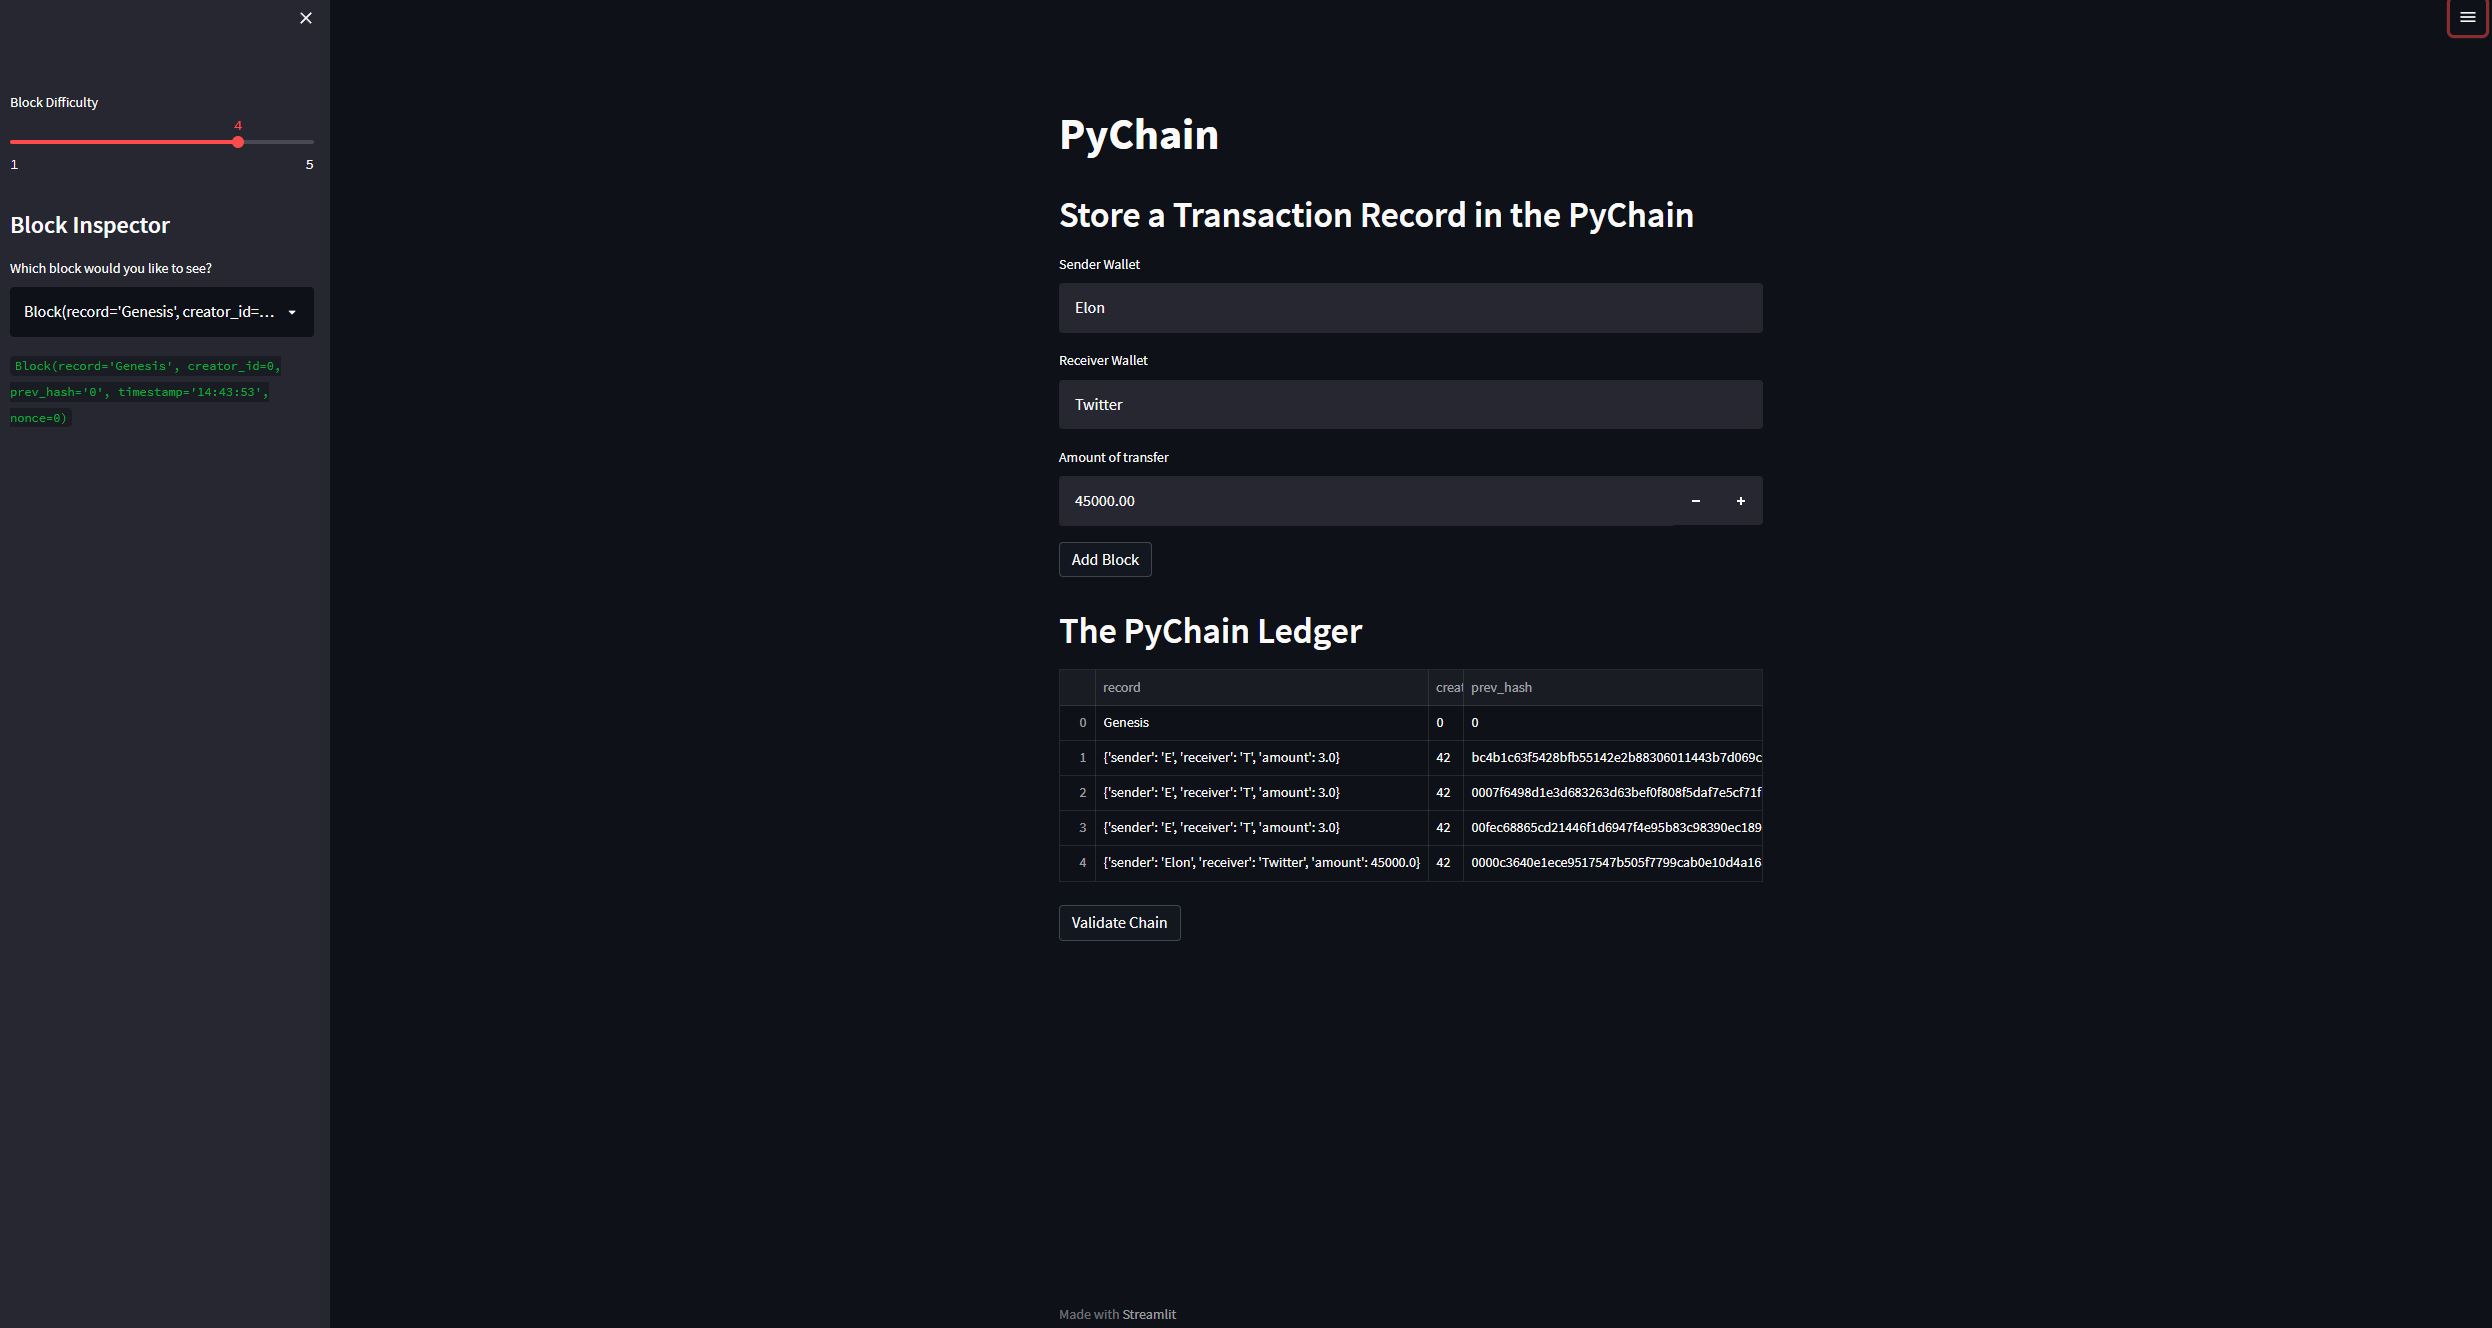 Block Difficulty
4
1 5
Block Inspector
Which block would you like to see?
Block(record='Genesis', creator_id=...
Block(record='Genesis', creator_id=0,
prev_hash='0', timestamp='14:43:53',
nonce=0)
PyChain
Store a Transaction Record in the PyChain
Sender Wallet
Elon
Receiver Wallet
Twitter
Amount of transfer
45000.00
Add Block
The PyChain Ledger
record creat prev_hash
0 Genesis 0 0
1 {'sender': 'E', 'receiver': 'T', 'amount': 3.0} 42 bc4b1c63f5428bfb55142e2b88306011443b7d069c
2 {'sender': 'E', 'receiver': 'T', 'amount': 3.0} 42 0007f6498d1e3d683263d63bef0f808f5daf7e5cf71f
3 {'sender': 'E', 'receiver': 'T', 'amount': 3.0} 42 00fec68865cd21446f1d6947f4e95b83c98390ec189
4 {'sender': 'Elon', 'receiver': 'Twitter', 'amount': 45000.0} 42 0000c3640e1ece9517547b505f7799cab0e10d4a16
Validate Chain
Made with Streamlit